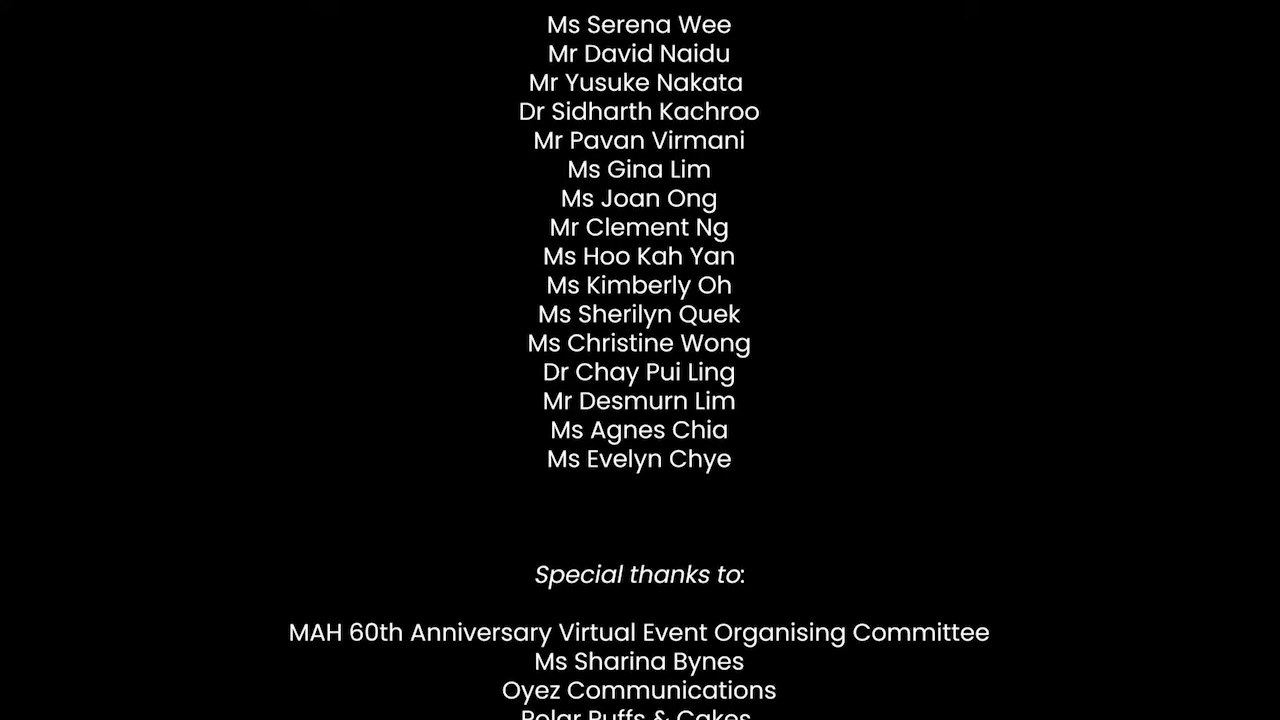 Ms Serena Wee
Mr David Naidu
Mr Yusuke Nakata
Dr Sidharth Kachroo
Mr Pavan Virmani
Ms Gina Lim
Ms Joan Ong
Mr Clement Ng
Ms Hoo Kah Yan
Ms Kimberly Oh
Ms Sherilyn Quek
Ms Christine Wong
Dr Chay Pui Ling
Mr Desmurn Lim
Ms Agnes Chia
Ms Evelyn Chye
Special thanks to:
MAH 60th Anniversary Virtual Event Organising Committee
Ms Sharina Bynes
Oyez Communications
Polar Puffs & Cakes